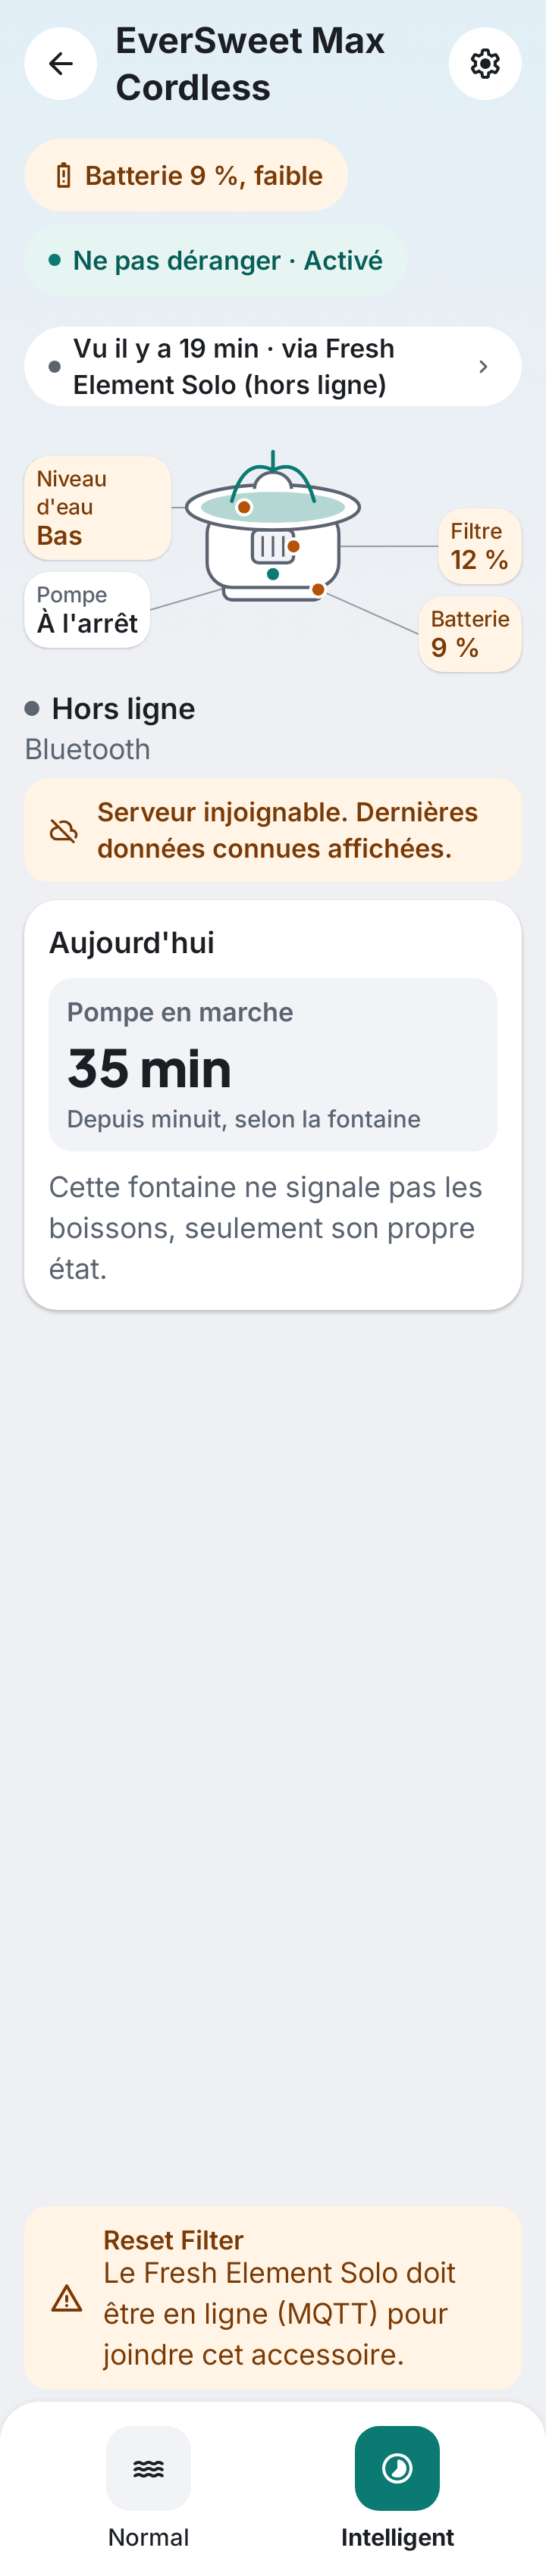 EverSweet Max
Cordless
Batterie 9 %, faible
Ne pas déranger · Activé
Vu il y a 19 min · via Fresh
Element Solo (hors ligne)
Niveau
d'eau
Bas
Filtre
12 %
Pompe
À l'arrêt
Batterie
9 %
Hors ligne
Bluetooth
Serveur injoignable. Dernières
données connues affichées.
Aujourd'hui
Pompe en marche
35 min
Depuis minuit, selon la fontaine
Cette fontaine ne signale pas les
boissons, seulement son propre
état.
Reset Filter
Le Fresh Element Solo doit
être en ligne (MQTT) pour
joindre cet accessoire.
Normal
Intelligent